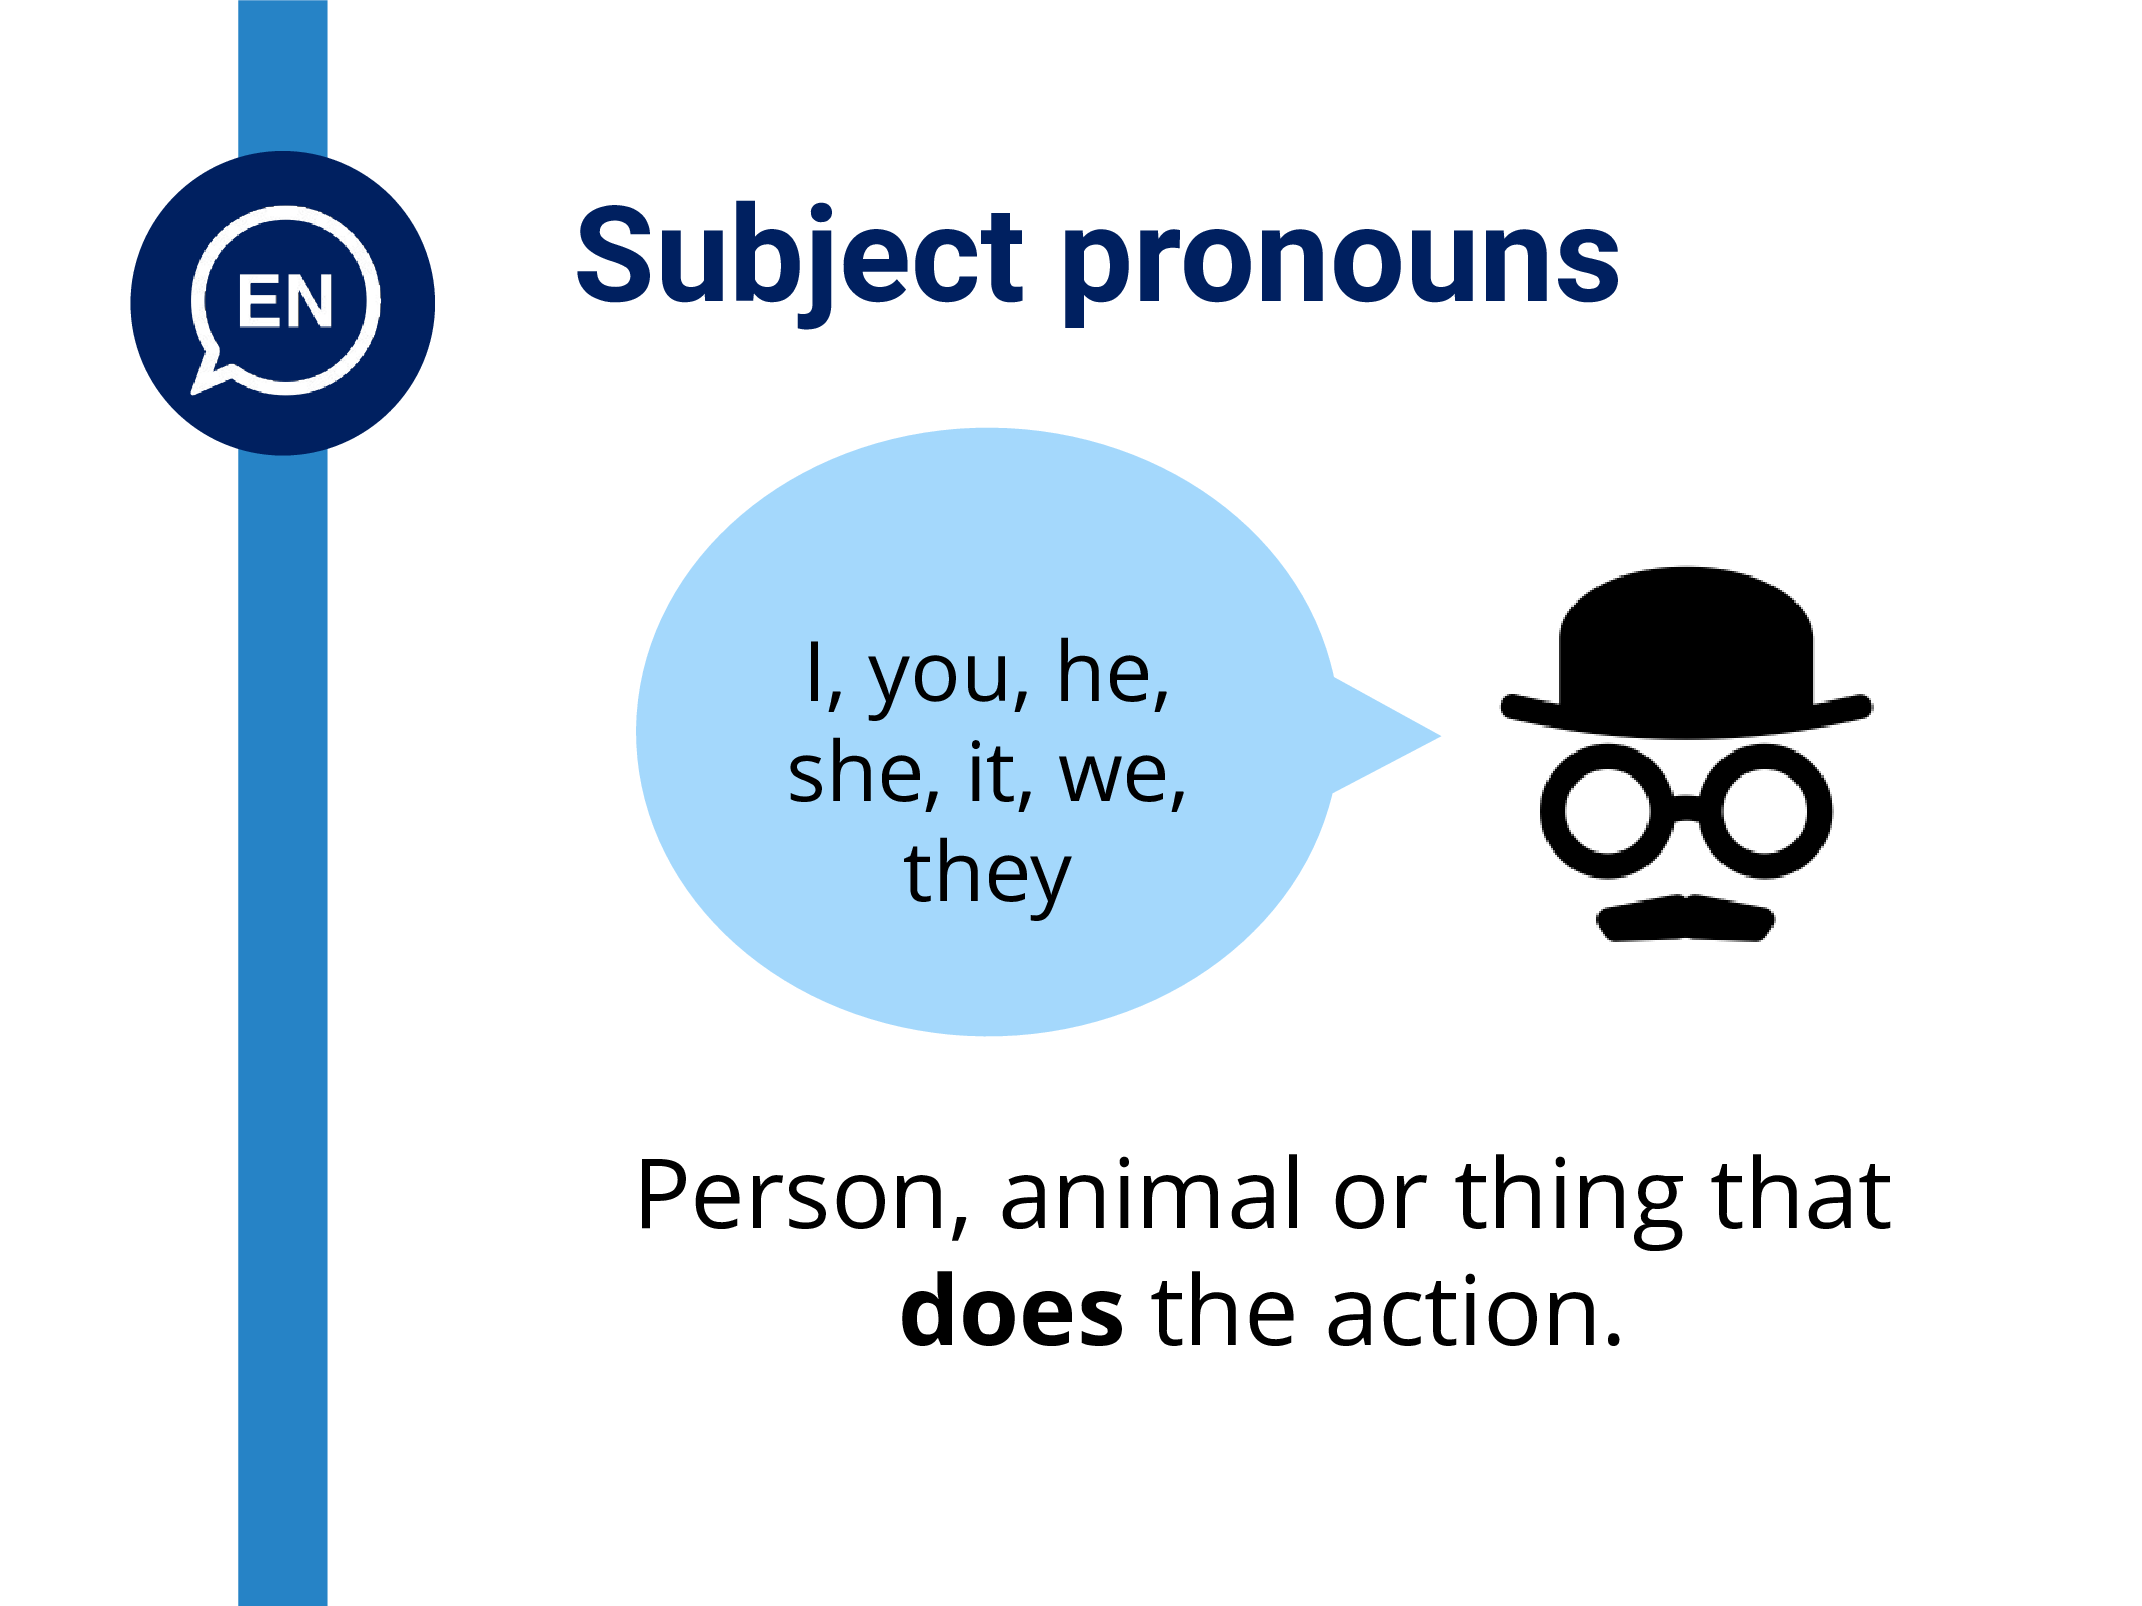 EN
Subject pronouns
I, you, he,
she, it, we,
they
Person, animal or thing that
does the action.